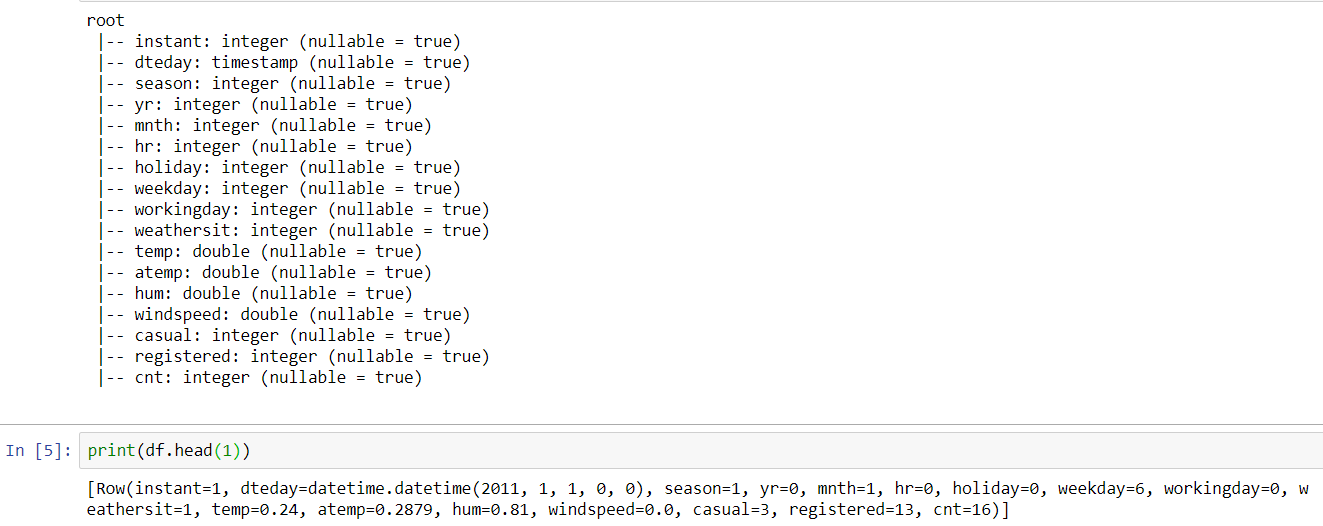 root
 |-- instant: integer (nullable = true)
 |-- dteday: timestamp (nullable = true)
 |-- season: integer (nullable = true)
 |-- yr: integer (nullable = true)
 |-- mnth: integer (nullable = true)
 |-- hr: integer (nullable = true)
 |-- holiday: integer (nullable = true)
 |-- weekday: integer (nullable = true)
 |-- workingday: integer (nullable = true)
 |-- weathersit: integer (nullable = true)
 |-- temp: double (nullable = true)
 |-- atemp: double (nullable = true)
 |-- hum: double (nullable = true)
 |-- windspeed: double (nullable = true)
 |-- casual: integer (nullable = true)
 |-- registered: integer (nullable = true)
 |-- cnt: integer (nullable = true)
In [5]: print(df.head(1))
[Row(instant=1, dteday=datetime.datetime(2011, 1, 1, 0, 0), season=1, yr=0, mnth=1, hr=0, holiday=0, weekday=6, workingday=0, w
eathersit=1, temp=0.24, atemp=0.2879, hum=0.81, windspeed=0.0, casual=3, registered=13, cnt=16)]